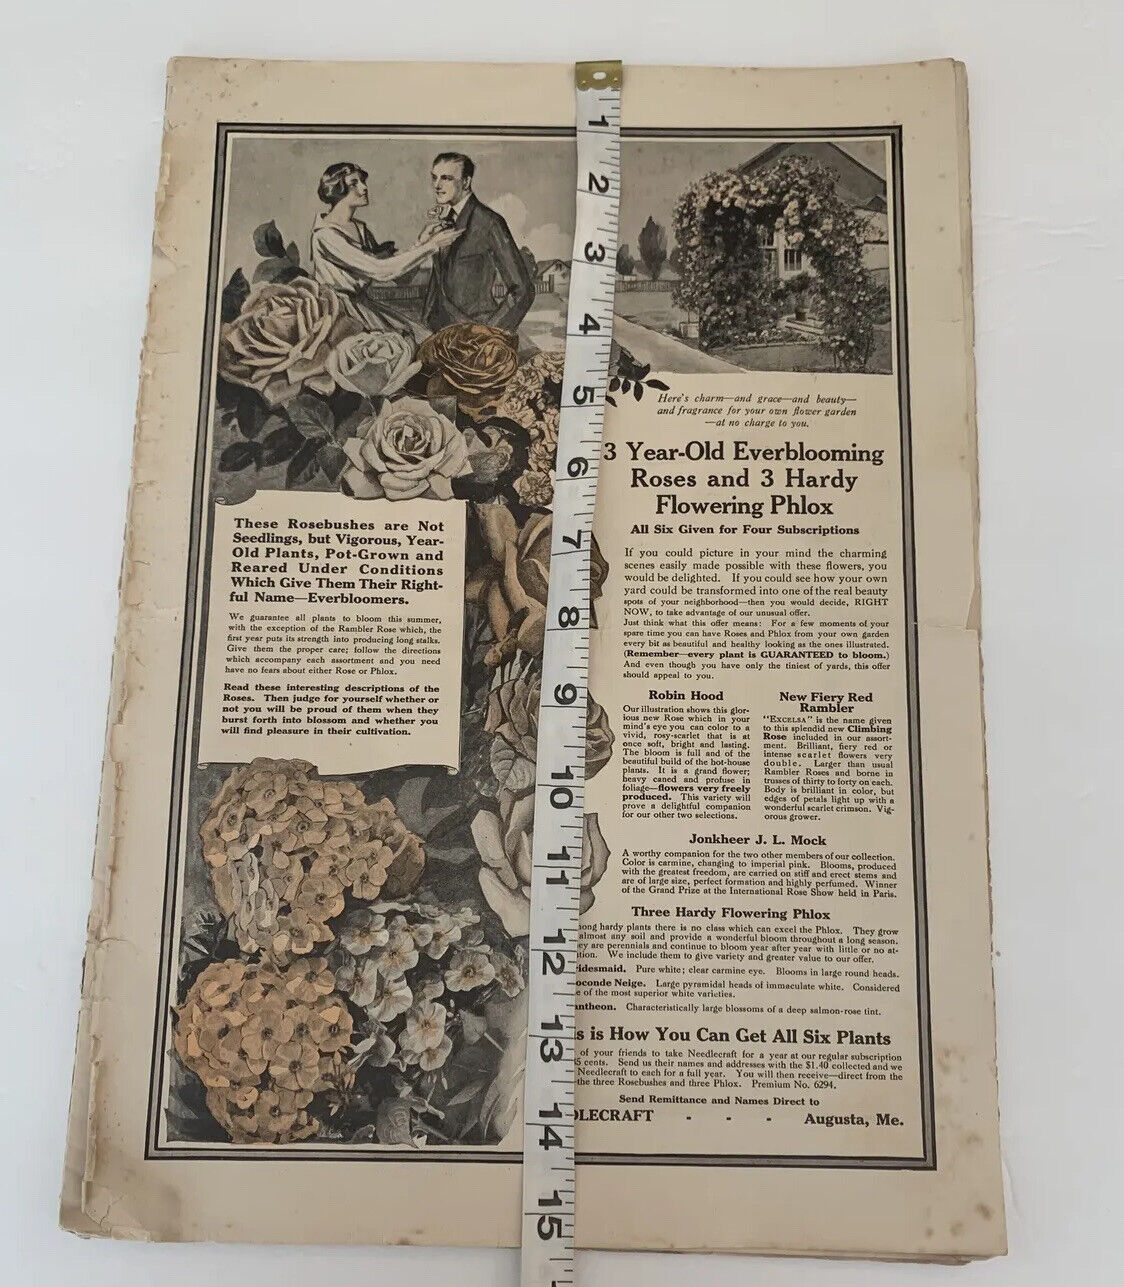 1
2
3
4
5
6
7
8
9
10
11
12
13
14
15
Here's charm—and grace—and beauty—
and fragrance for your own flower garden
—at no charge to you.
3 Year-Old Everblooming
Roses and 3 Hardy
Flowering Phlox
All Six Given for Four Subscriptions
If you could picture in your mind the charming
scenes easily made possible with these flowers, you
would be delighted. If you could see how your own
yard could be transformed into one of the real beauty
spots of your neighborhood—then you would decide, RIGHT
NOW, to take advantage of our unusual offer.
Just think what this offer means: For a few moments of your
spare time you can have Roses and Phlox from your own garden
every bit as beautiful and healthy looking as the ones illustrated.
(Remember—every plant is GUARANTEED to bloom.)
And even though you have only the tiniest of yards, this offer
should appeal to you.
These Rosebushes are Not
Seedlings, but Vigorous, Year-
Old Plants, Pot-Grown and
Reared Under Conditions
Which Give Them Their Right-
ful Name—Everbloomers.
We guarantee all plants to bloom this summer,
with the exception of the Rambler Rose which, the
first year puts its strength into producing long stalks.
Give them the proper care; follow the directions
which accompany each assortment and you need
have no fears about either Rose or Phlox.
Read these interesting descriptions of the
Roses. Then judge for yourself whether or
not you will be proud of them when they
burst forth into blossom and whether you
will find pleasure in their cultivation.
Robin Hood
Our illustration shows this glor-
ious new Rose which in your
mind's eye you can color to a
vivid, rosy-scarlet that is at
once soft, bright and lasting.
The bloom is full and of the
beautiful build of the hot-house
plants. It is a grand flower;
heavy caned and profuse in
foliage—flowers very freely
produced. This variety will
prove a delightful companion
for our other two selections.
New Fiery Red
Rambler
"EXCELSA" is the name given
to this splendid new Climbing
Rose included in our assort-
ment. Brilliant, fiery red or
intense scarlet flowers very
double. Larger than usual
Rambler Roses and borne in
trusses of thirty to forty on each.
Body is brilliant in color, but
edges of petals light up with a
wonderful scarlet crimson. Vig-
orous grower.
Jonkheer J. L. Mock
A worthy companion for the two other members of our collection.
Color is carmine, changing to imperial pink. Blooms, produced
with the greatest freedom, are carried on stiff and erect stems and
are of large size, perfect formation and highly perfumed. Winner
of the Grand Prize at the International Rose Show held in Paris.
Three Hardy Flowering Phlox
ong hardy plants there is no class which can excel the Phlox. They grow
almost any soil and provide a wonderful bloom throughout a long season.
ey are perennials and continue to bloom year after year with little or no at-
tion. We include them to give variety and greater value to our offer.
idesmaid. Pure white; clear carmine eye. Blooms in large round heads.
oconde Neige. Large pyramidal heads of immaculate white. Considered
e of the most superior white varieties.
antheon. Characteristically large blossoms of a deep salmon-rose tint.
s is How You Can Get All Six Plants
of your friends to take Needlecraft for a year at our regular subscription
5 cents. Send us their names and addresses with the $1.40 collected and we
Needlecraft to each for a full year. You will then receive—direct from the
—the three Rosebushes and three Phlox. Premium No. 6294.
Send Remittance and Names Direct to
DLECRAFT - - - Augusta, Me.